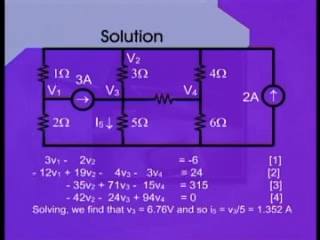 Solution
V2
1Ω 3Ω 4Ω
3A
V1 V3 V4 2A
2Ω I5 5Ω 6Ω
3v1 - 2v2 = -6 [1]
- 12v1 + 19v2 - 4v3 - 3v4 = 24 [2]
- 35v2 + 71v3 - 15v4 = 315 [3]
- 42v2 - 24v3 + 94v4 = 0 [4]
Solving, we find that v3 = 6.76V and so i5 = v3/5 = 1.352 A